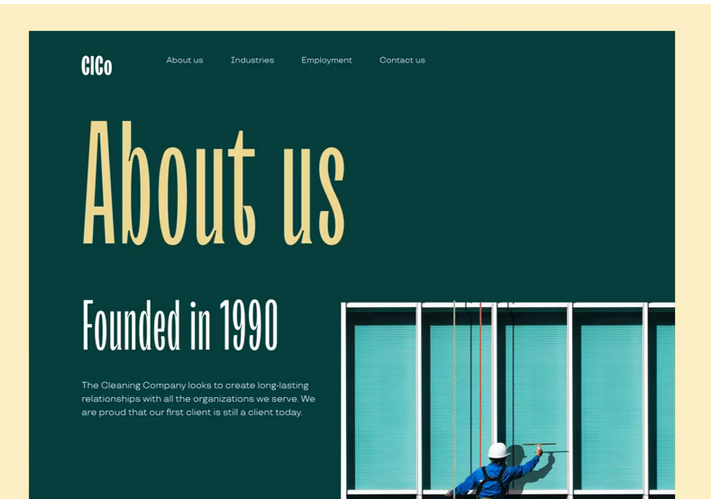 CICo
About us
Industries
Employment
Contact us
About us
Founded in 1990
The Cleaning Company looks to create long-lasting
relationships with all the organizations we serve. We
are proud that our first client is still a client today.